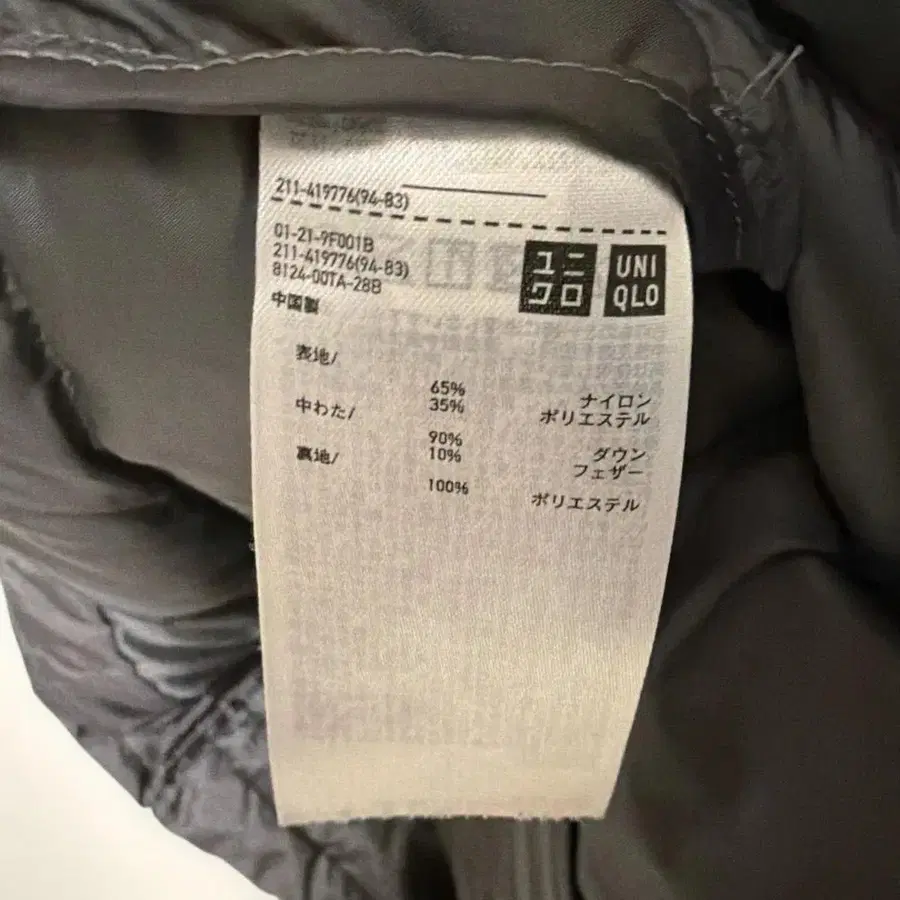 211-419776(94-83)
01-21-9F001B
211-419776(94-83)
8124-00TA-28B
中国製
ユニ
クロ
UNI
QLO
表地/
65% ナイロン
35% ポリエステル
中わた/
90% ダウン
10% フェザー
裏地/
100% ポリエステル